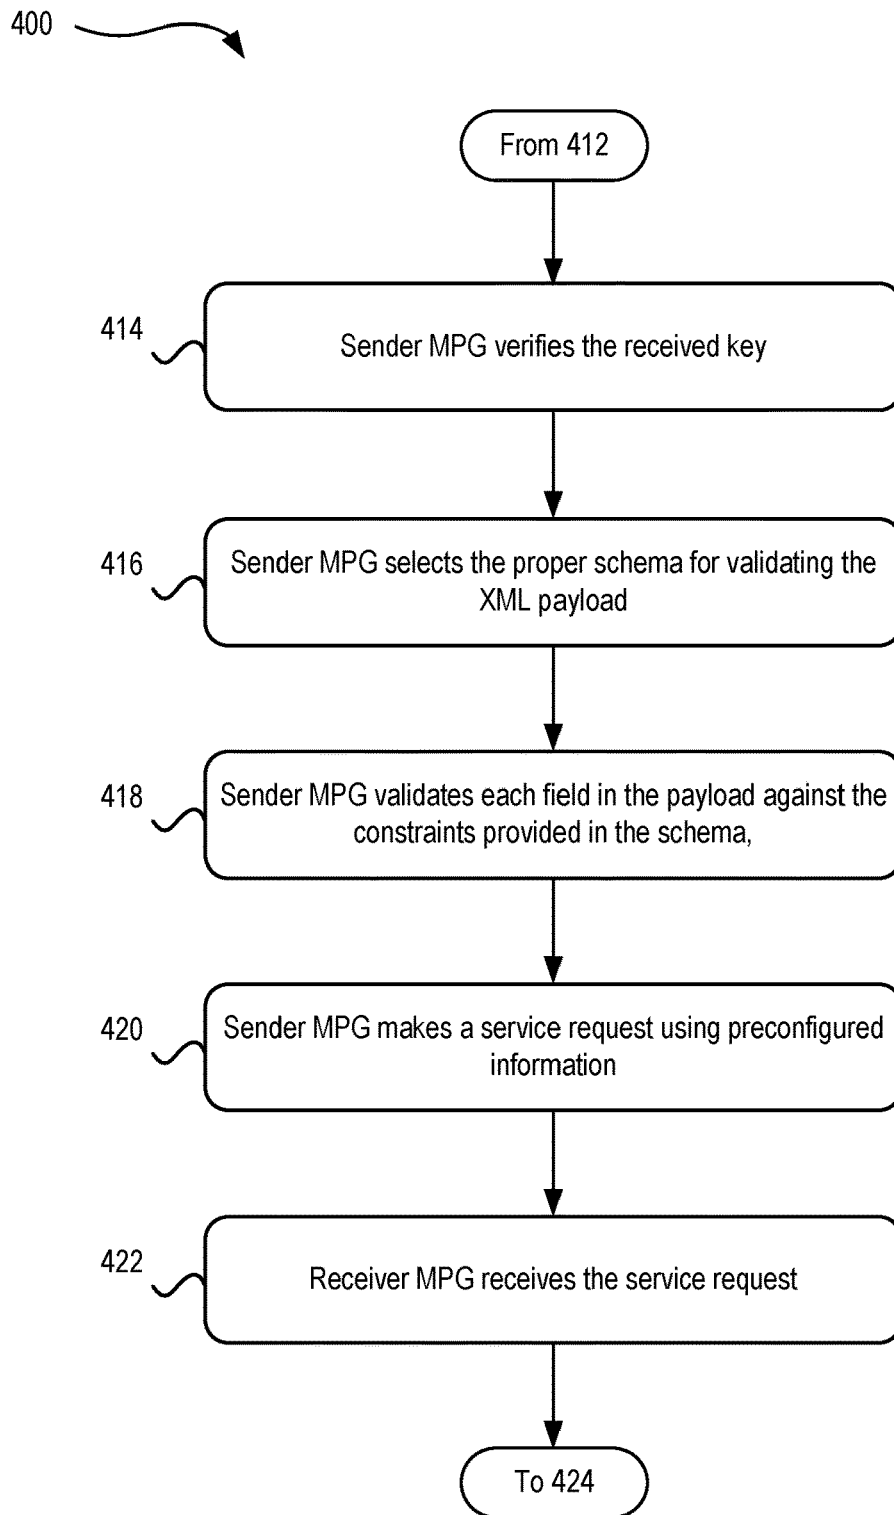 400
From 412
414
Sender MPG verifies the received key
416
Sender MPG selects the proper schema for validating the
XML payload
418
Sender MPG validates each field in the payload against the
constraints provided in the schema,
420
Sender MPG makes a service request using preconfigured
information
422
Receiver MPG receives the service request
To 424